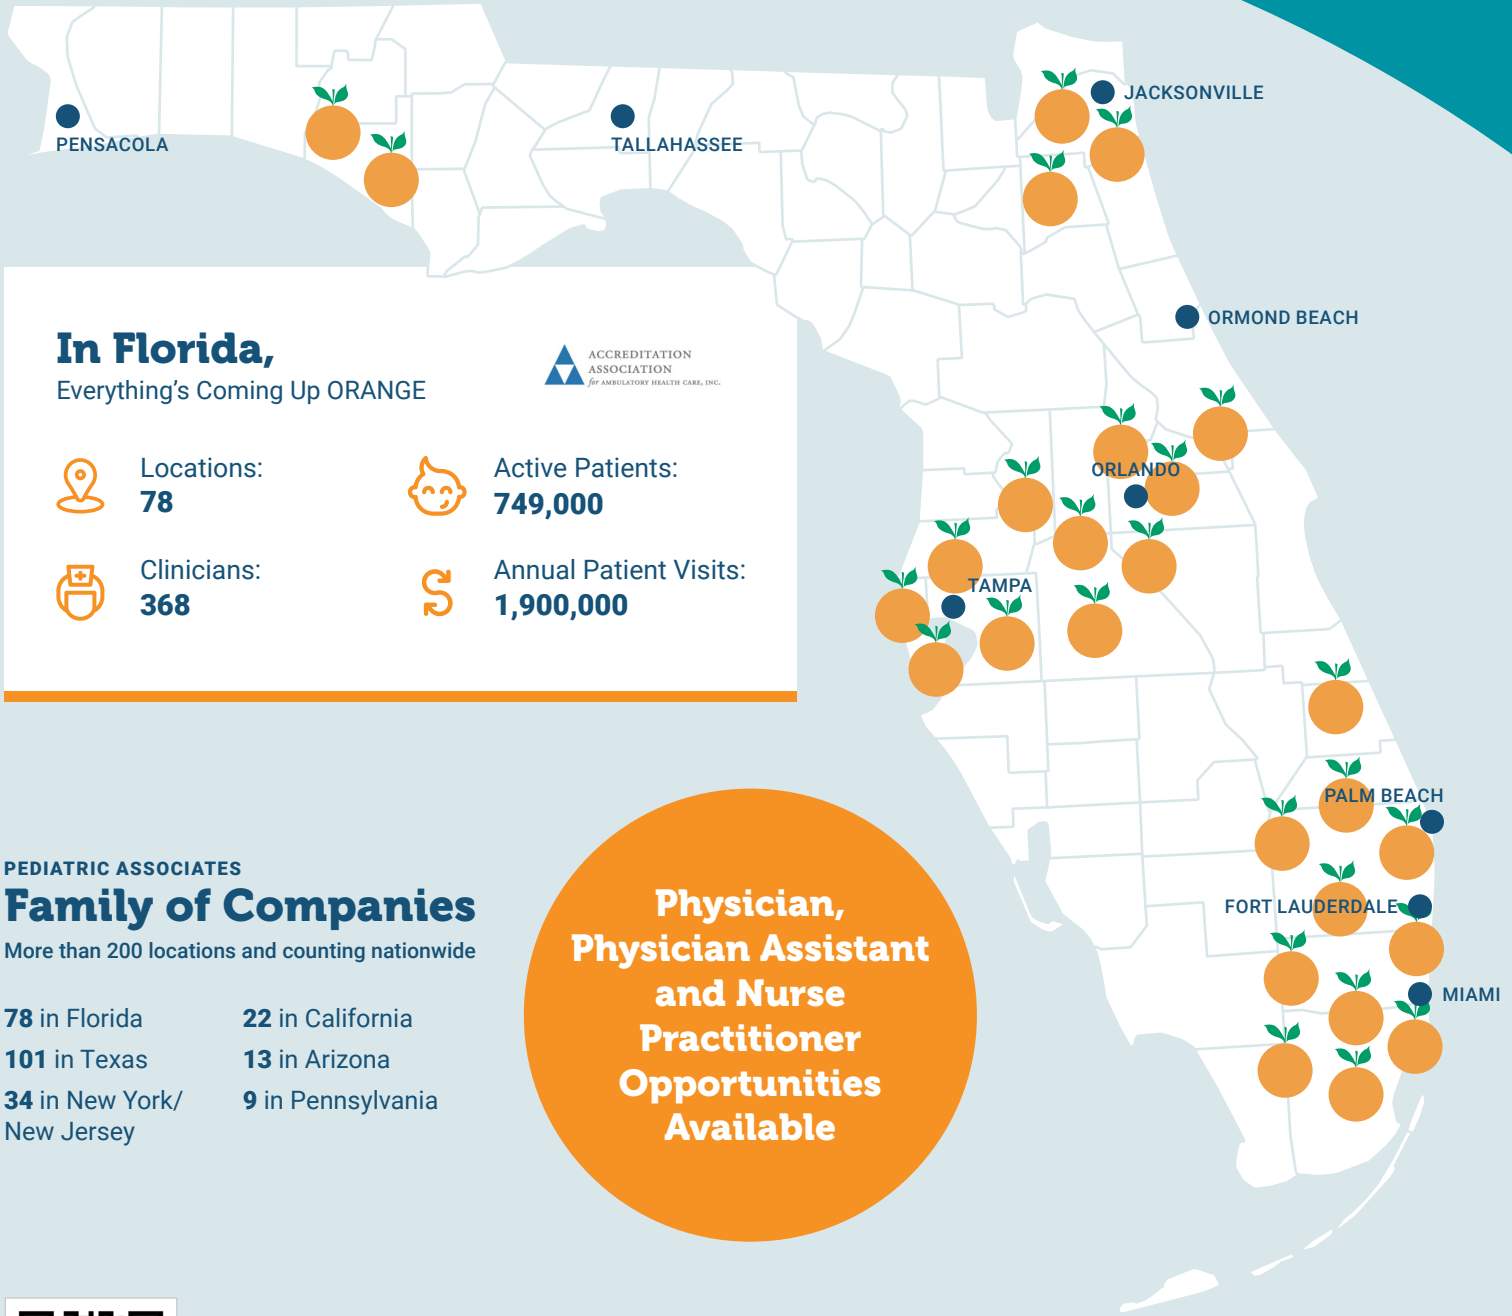 JACKSONVILLE
PENSACOLA
TALLAHASSEE
ORMOND BEACH
In Florida,
Everything's Coming Up ORANGE
ACCREDITATION
ASSOCIATION
for AMBULATORY HEALTH CARE, INC.
Locations:
78
Active Patients:
749,000
Clinicians:
368
Annual Patient Visits:
1,900,000
ORLANDO
TAMPA
PALM BEACH
FORT LAUDERDALE
MIAMI
PEDIATRIC ASSOCIATES
Family of Companies
More than 200 locations and counting nationwide
78 in Florida
101 in Texas
34 in New York/
New Jersey
22 in California
13 in Arizona
9 in Pennsylvania
Physician,
Physician Assistant
and Nurse
Practitioner
Opportunities
Available